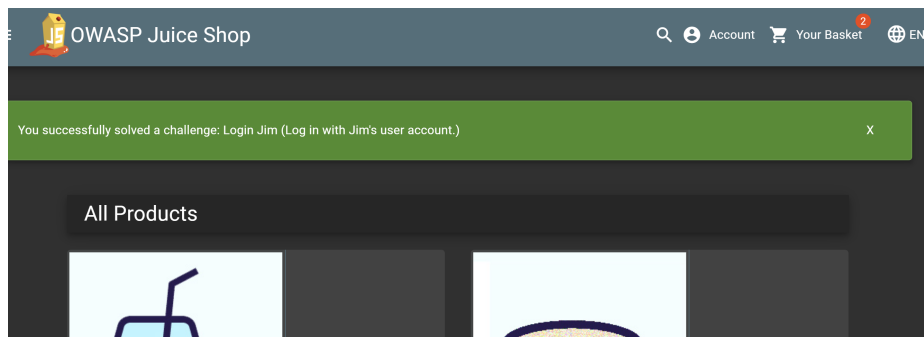 OWASP Juice Shop
Account
Your Basket
2
EN
You successfully solved a challenge: Login Jim (Log in with Jim's user account.)
X
All Products